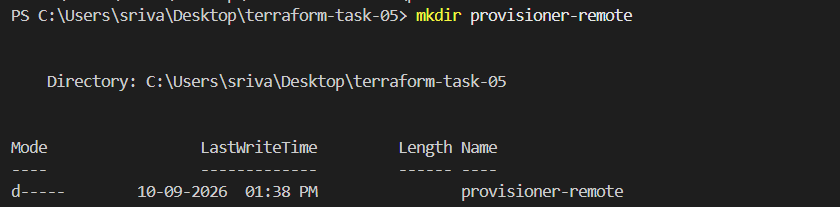 PS C:\Users\sriva\Desktop\terraform-task-05> mkdir provisioner-remote
Directory: C:\Users\sriva\Desktop\terraform-task-05
Mode LastWriteTime Length Name
---- ------------- ------ ----
d----- 10-09-2026 01:38 PM provisioner-remote